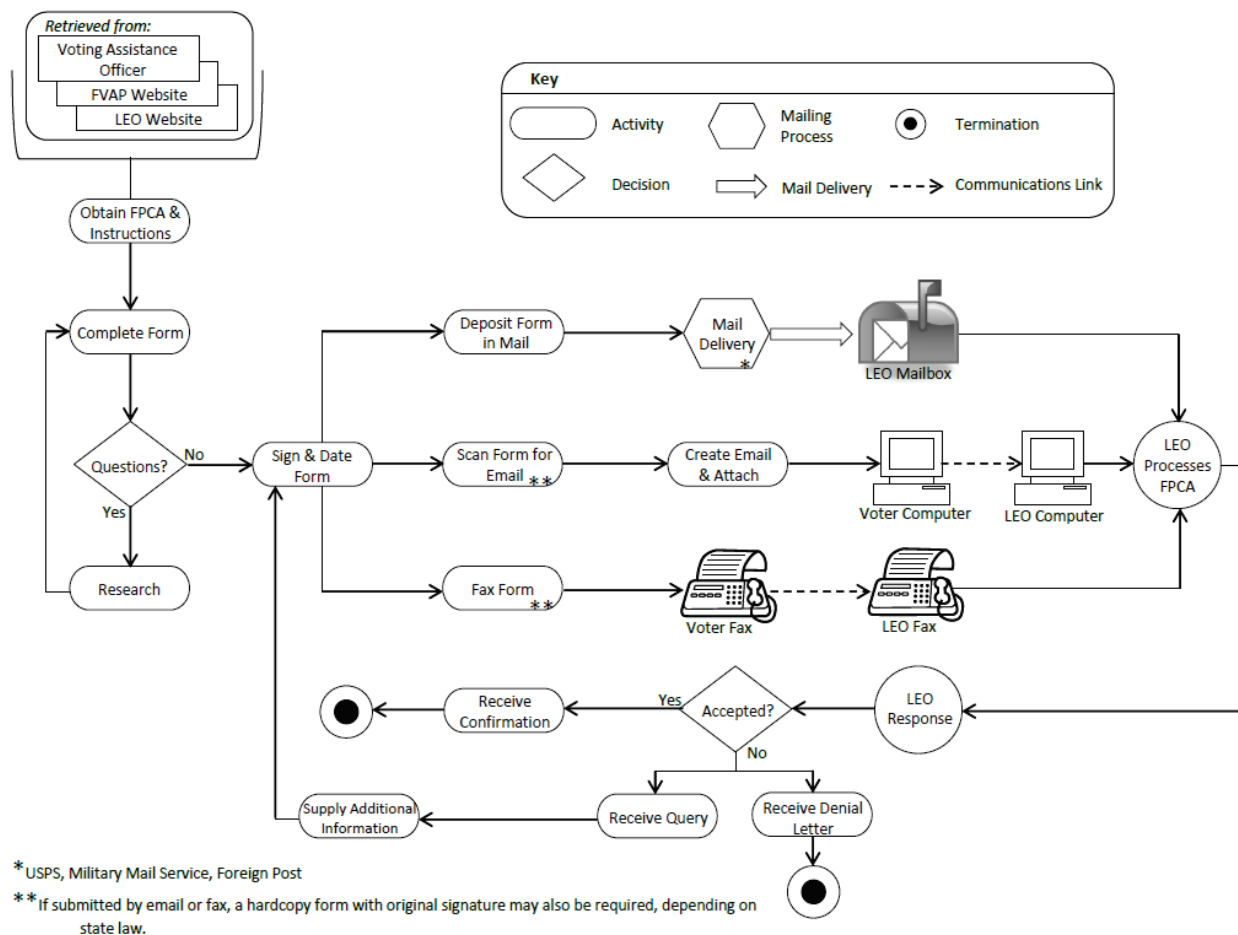 Retrieved from:
Voting Assistance
Officer
FVAP Website
LEO Website
Key
Activity
Mailing
Process
Termination
Decision
Mail Delivery
Communications Link
Obtain FPCA &
Instructions
Complete Form
Questions?
No
Yes
Research
Sign & Date
Form
Deposit Form
in Mail
Mail
Delivery
*
LEO Mailbox
Scan Form for
Email **
Create Email
& Attach
Voter Computer
LEO Computer
LEO
Processes
FPCA
Fax Form
**
Voter Fax
LEO Fax
LEO
Response
Accepted?
Yes
Receive
Confirmation
No
Receive Query
Supply Additional
Information
Receive Denial
Letter
*USPS, Military Mail Service, Foreign Post
**If submitted by email or fax, a hardcopy form with original signature may also be required, depending on
state law.